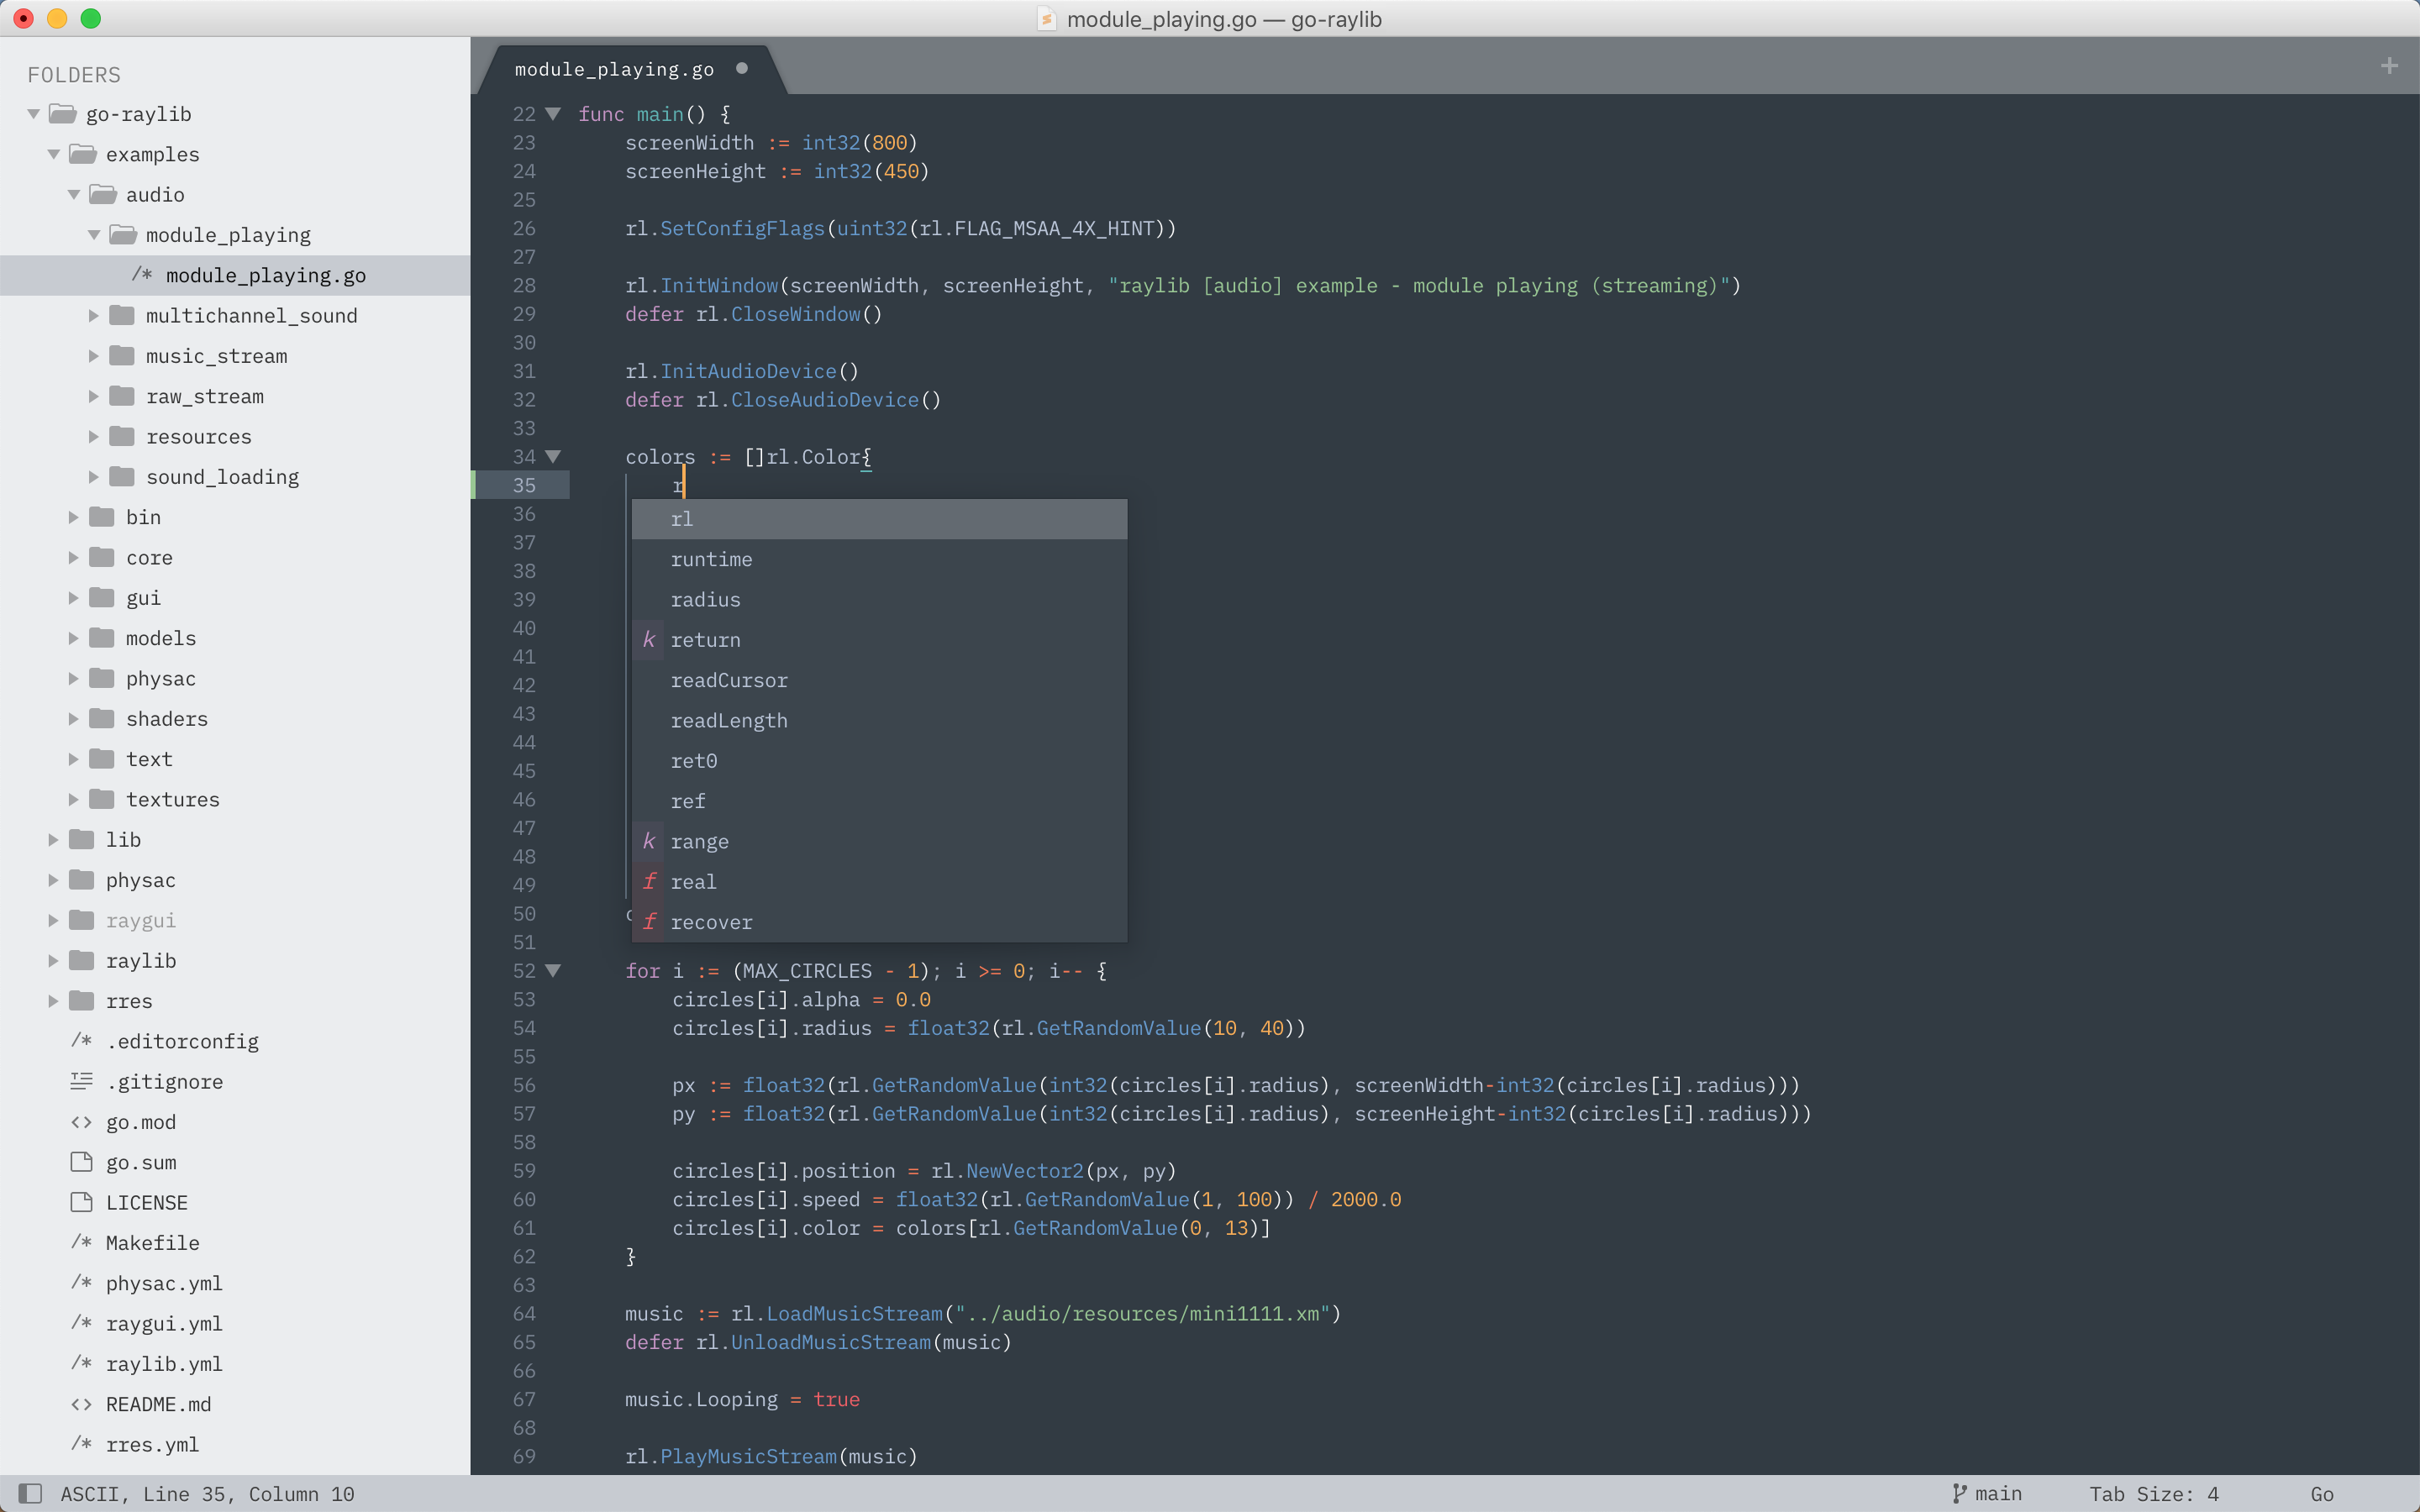 module_playing.go — go-raylib
FOLDERS
go-raylib
examples
audio
module_playing
/* module_playing.go
multichannel_sound
music_stream
raw_stream
resources
sound_loading
bin
core
gui
models
physac
shaders
text
textures
lib
physac
raygui
raylib
rres
/* .editorconfig
.gitignore
<> go.mod
go.sum
LICENSE
/* Makefile
/* physac.yml
/* raygui.yml
/* raylib.yml
<> README.md
/* rres.yml
module_playing.go
22 func main() {
23 screenWidth := int32(800)
24 screenHeight := int32(450)
25
26 rl.SetConfigFlags(uint32(rl.FLAG_MSAA_4X_HINT))
27
28 rl.InitWindow(screenWidth, screenHeight, "raylib [audio] example - module playing (streaming)")
29 defer rl.CloseWindow()
30
31 rl.InitAudioDevice()
32 defer rl.CloseAudioDevice()
33
34 colors := []rl.Color{
35 r
36
37
38
39
40
41
42
43
44
45
46
47
48
49
50
51
rl
runtime
radius
k return
readCursor
readLength
ret0
ref
k range
f real
f recover
52 for i := (MAX_CIRCLES - 1); i >= 0; i-- {
53 circles[i].alpha = 0.0
54 circles[i].radius = float32(rl.GetRandomValue(10, 40))
55
56 px := float32(rl.GetRandomValue(int32(circles[i].radius), screenWidth-int32(circles[i].radius)))
57 py := float32(rl.GetRandomValue(int32(circles[i].radius), screenHeight-int32(circles[i].radius)))
58
59 circles[i].position = rl.NewVector2(px, py)
60 circles[i].speed = float32(rl.GetRandomValue(1, 100)) / 2000.0
61 circles[i].color = colors[rl.GetRandomValue(0, 13)]
62 }
63
64 music := rl.LoadMusicStream("../audio/resources/mini1111.xm")
65 defer rl.UnloadMusicStream(music)
66
67 music.Looping = true
68
69 rl.PlayMusicStream(music)
ASCII, Line 35, Column 10
main
Tab Size: 4
Go